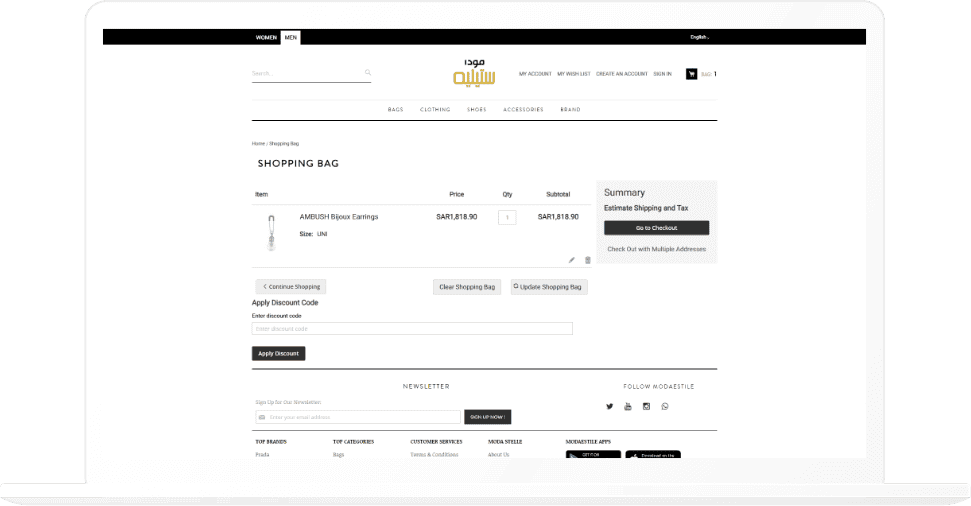 WOMEN MEN English
Search...
مودا
ستيليه
MY ACCOUNT MY WISH LIST CREATE AN ACCOUNT SIGN IN BAG 1
BAGS CLOTHING SHOES ACCESSORIES BRAND
Home / Shopping Bag
SHOPPING BAG
Item Price Qty Subtotal
AMBUSH Bijoux Earrings SAR1,818.90 1 SAR1,818.90
Size: UNI
Summary
Estimate Shipping and Tax
Go to Checkout
Check Out with Multiple Addresses
< Continue Shopping Clear Shopping Bag Update Shopping Bag
Apply Discount Code
Enter discount code
Enter discount code
Apply Discount
NEWSLETTER
Sign Up for Our Newsletter
Enter your email address SIGN UP NOW !
FOLLOW MODAESTILE
TOP BRANDS TOP CATEGORIES CUSTOMER SERVICES MODA STELLE MODAESTILE APPS
Prada Bags Terms & Conditions About Us GET IT ON Download on the